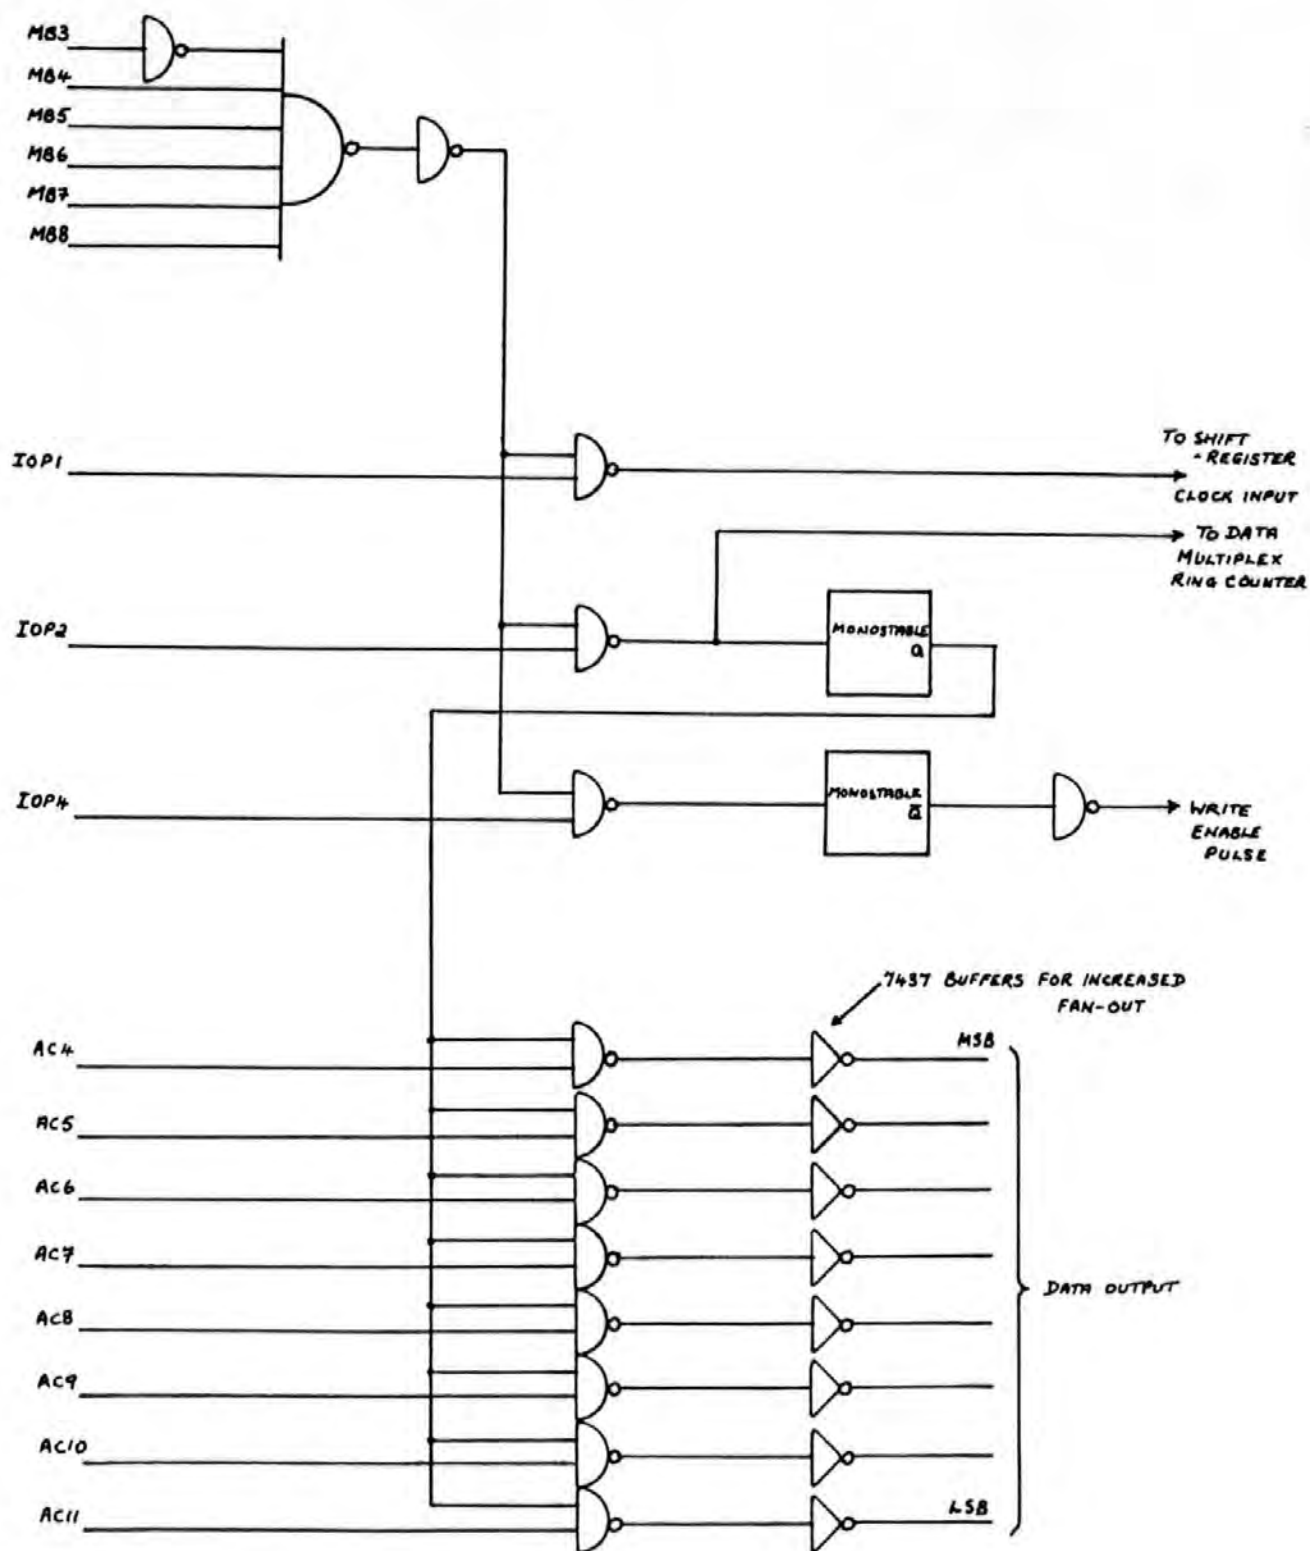 MB3
MB4
MB5
MB6
MB7
MB8
IOP1
TO SHIFT
-REGISTER
CLOCK INPUT
TO DATA
MULTIPLEX
RING COUNTER
IOP2
MONOSTABLE
Q
IOP4
MONOSTABLE
Q̅
WRITE
ENABLE
PULSE
7437 BUFFERS FOR INCREASED
FAN-OUT
AC4
MSB
AC5
AC6
AC7
AC8
DATA OUTPUT
AC9
AC10
AC11
LSB